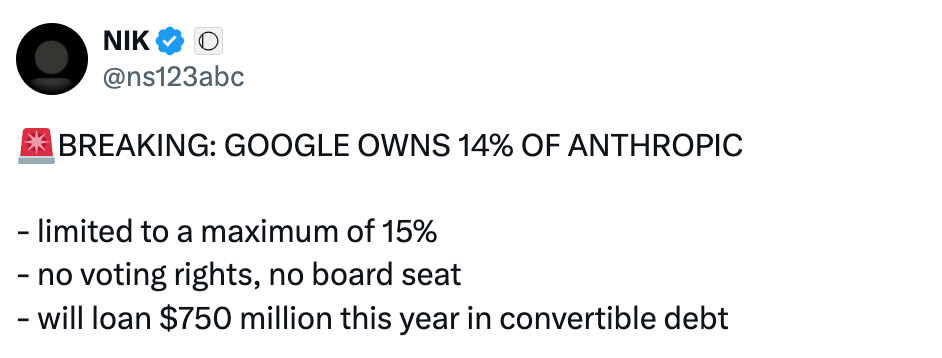 NIK
@ns123abc
🚨BREAKING: GOOGLE OWNS 14% OF ANTHROPIC
- limited to a maximum of 15%
- no voting rights, no board seat
- will loan $750 million this year in convertible debt